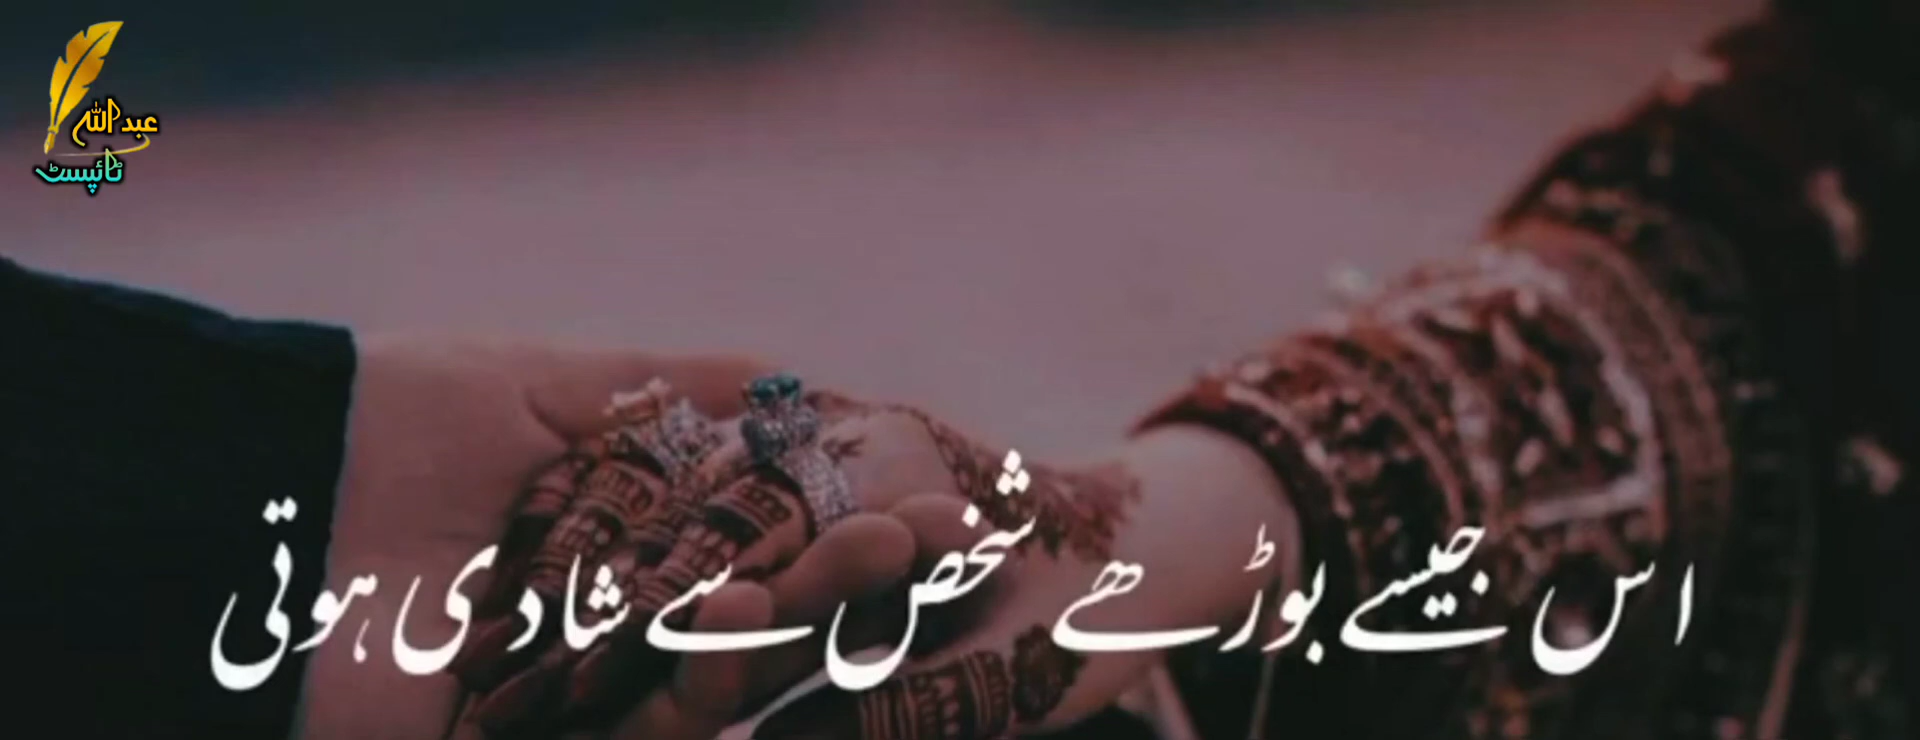 عبداللہ
ٹائپسٹ
اس جیسے بوڑھے شخص سے شادی ہوتی